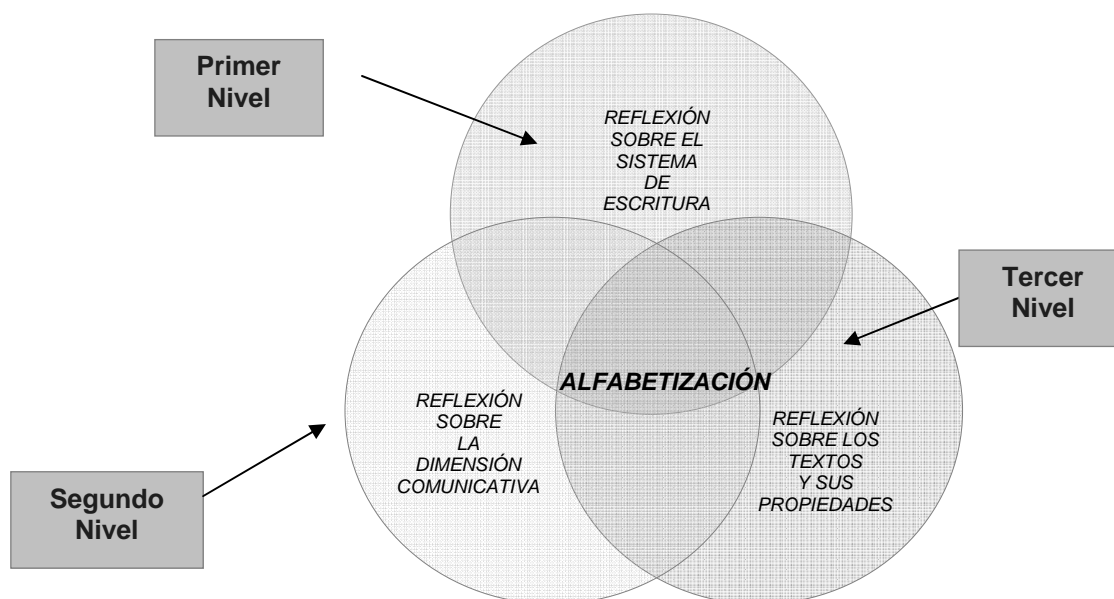 Primer
Nivel
REFLEXIÓN
SOBRE EL
SISTEMA
DE
ESCRITURA
Tercer
Nivel
ALFABETIZACIÓN
REFLEXIÓN
SOBRE
LA
DIMENSIÓN
COMUNICATIVA
REFLEXIÓN
SOBRE LOS
TEXTOS
Y SUS
PROPIEDADES
Segundo
Nivel